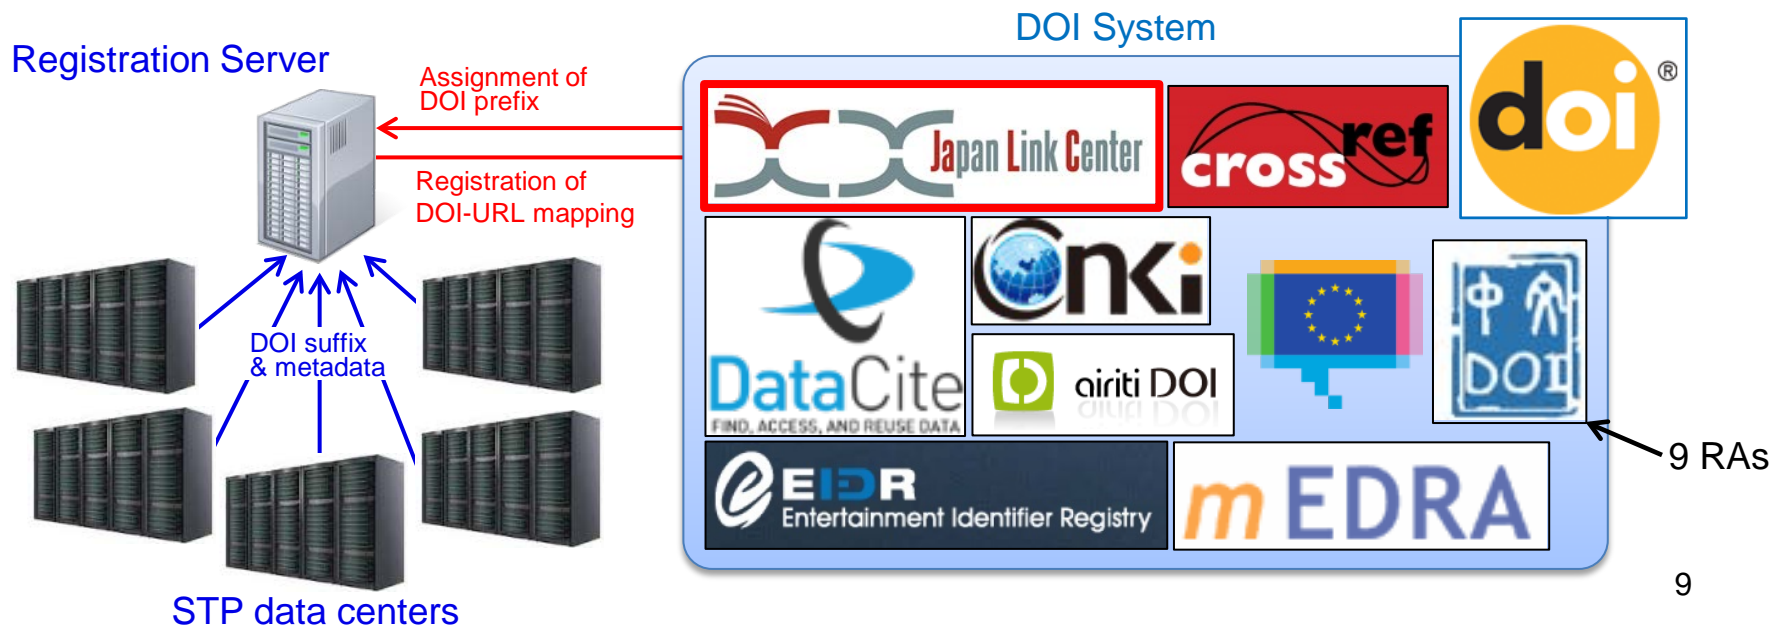 DOI System
Registration Server
Assignment of
DOI prefix
Registration of
DOI-URL mapping
DOI suffix
& metadata
STP data centers
Japan Link Center
cross
ref
doi®
DataCite
FIND, ACCESS, AND REUSE DATA
cnki
airiti DOI
中
DOI
EIDR
Entertainment Identifier Registry
mEDRA
9 RAs
9